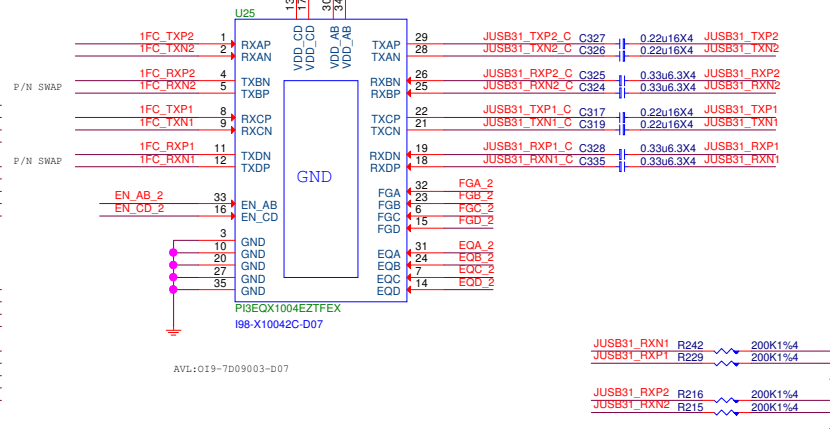 U25
13 17 30 34
VDD_CD VDD_CD VDD_AB VDD_AB
1FC_TXP2 1 RXAP TXAP 29 JUSB31_TXP2_C C327 0.22u16X4 JUSB31_TXP2
1FC_TXN2 2 RXAN TXAN 28 JUSB31_TXN2_C C326 0.22u16X4 JUSB31_TXN2
1FC_RXP2 4 TXBN RXBN 26 JUSB31_RXP2_C C325 0.33u6.3X4 JUSB31_RXP2
P/N SWAP 1FC_RXN2 5 TXBP RXBP 25 JUSB31_RXN2_C C324 0.33u6.3X4 JUSB31_RXN2
1FC_TXP1 8 RXCP TXCP 22 JUSB31_TXP1_C C317 0.22u16X4 JUSB31_TXP1
1FC_TXN1 9 RXCN TXCN 21 JUSB31_TXN1_C C319 0.22u16X4 JUSB31_TXN1
1FC_RXP1 11 TXDN RXDN 19 JUSB31_RXP1_C C328 0.33u6.3X4 JUSB31_RXP1
P/N SWAP 1FC_RXN1 12 TXDP RXDP 18 JUSB31_RXN1_C C335 0.33u6.3X4 JUSB31_RXN1
GND
FGA 32 FGA_2
EN_AB_2 33 EN_AB FGB 23 FGB_2
EN_CD_2 16 EN_CD FGC 6 FGC_2
FGD 15 FGD_2
3 GND
10 GND EQA 31 EQA_2
20 GND EQB 24 EQB_2
27 GND EQC 7 EQC_2
35 GND EQD 14 EQD_2
PI3EQX1004EZTFEX
I98-X10042C-D07
AVL:OI9-7D09003-D07
JUSB31_RXN1 R242 200K1%4
JUSB31_RXP1 R229 200K1%4
JUSB31_RXP2 R216 200K1%4
JUSB31_RXN2 R215 200K1%4